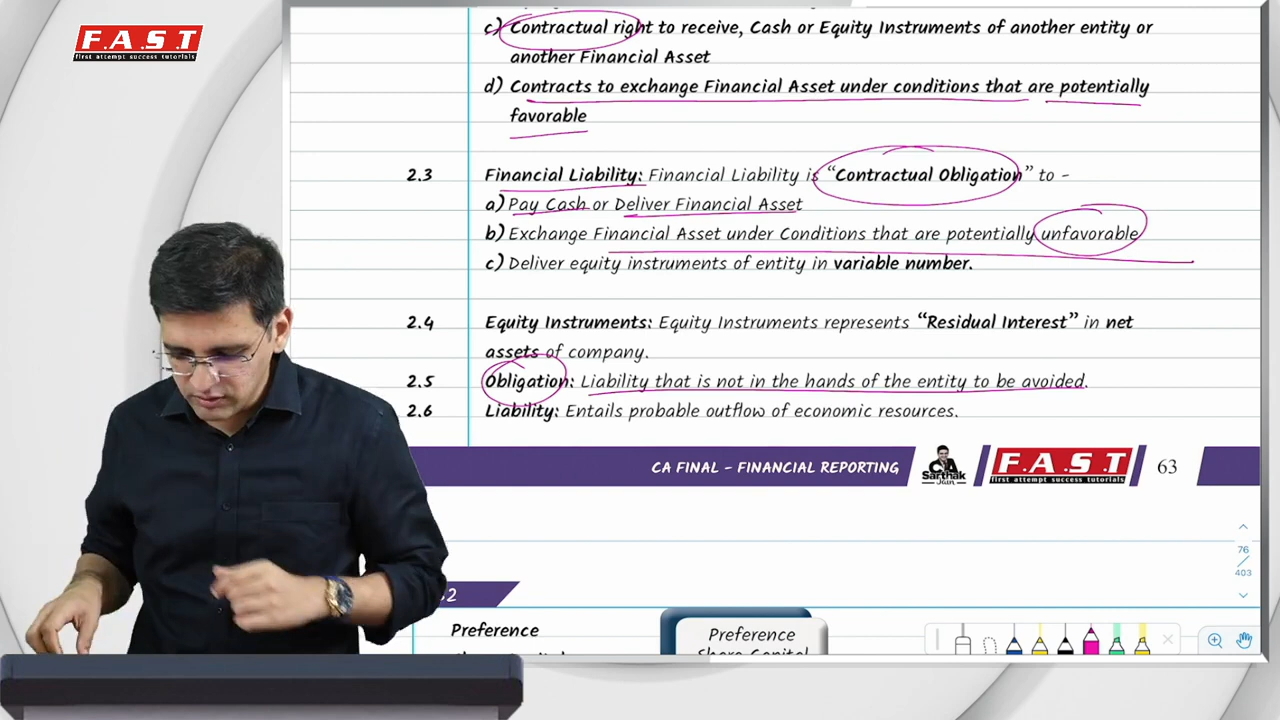 F.A.S.T
first attempt success tutorials
c) Contractual right to receive, Cash or Equity Instruments of another entity or
another Financial Asset
d) Contracts to exchange Financial Asset under conditions that are potentially
favorable
2.3 Financial Liability: Financial Liability is “Contractual Obligation” to -
a) Pay Cash or Deliver Financial Asset
b) Exchange Financial Asset under Conditions that are potentially unfavorable
c) Deliver equity instruments of entity in variable number.
2.4 Equity Instruments: Equity Instruments represents “Residual Interest” in net
assets of company.
2.5 Obligation: Liability that is not in the hands of the entity to be avoided.
2.6 Liability: Entails probable outflow of economic resources.
CA FINAL - FINANCIAL REPORTING
CA Sarthak Jain
F.A.S.T
first attempt success tutorials
63
76
403
2
Preference
Preference
Share Capital